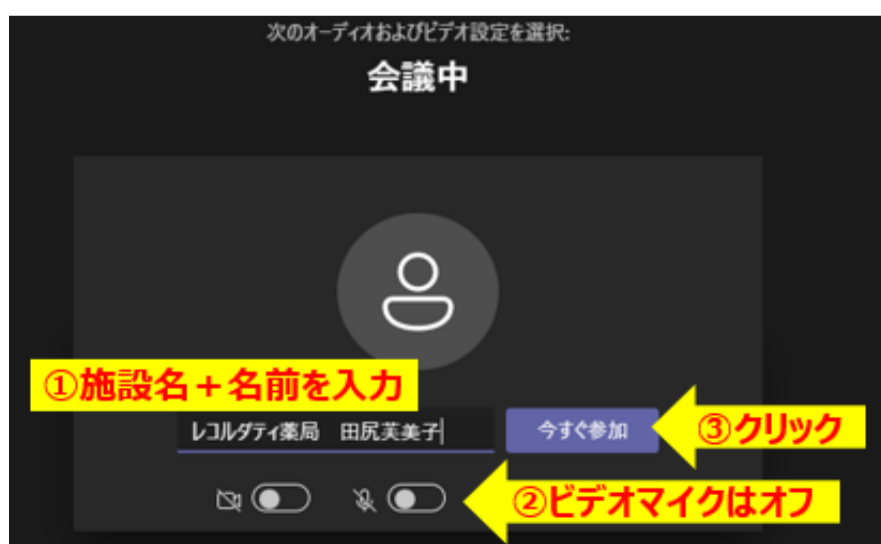 次のオーディオおよびビデオ設定を選択:
会議中
①施設名＋名前を入力
レコルダティ薬局　田尻芙美子
今すぐ参加
③クリック
②ビデオマイクはオフ